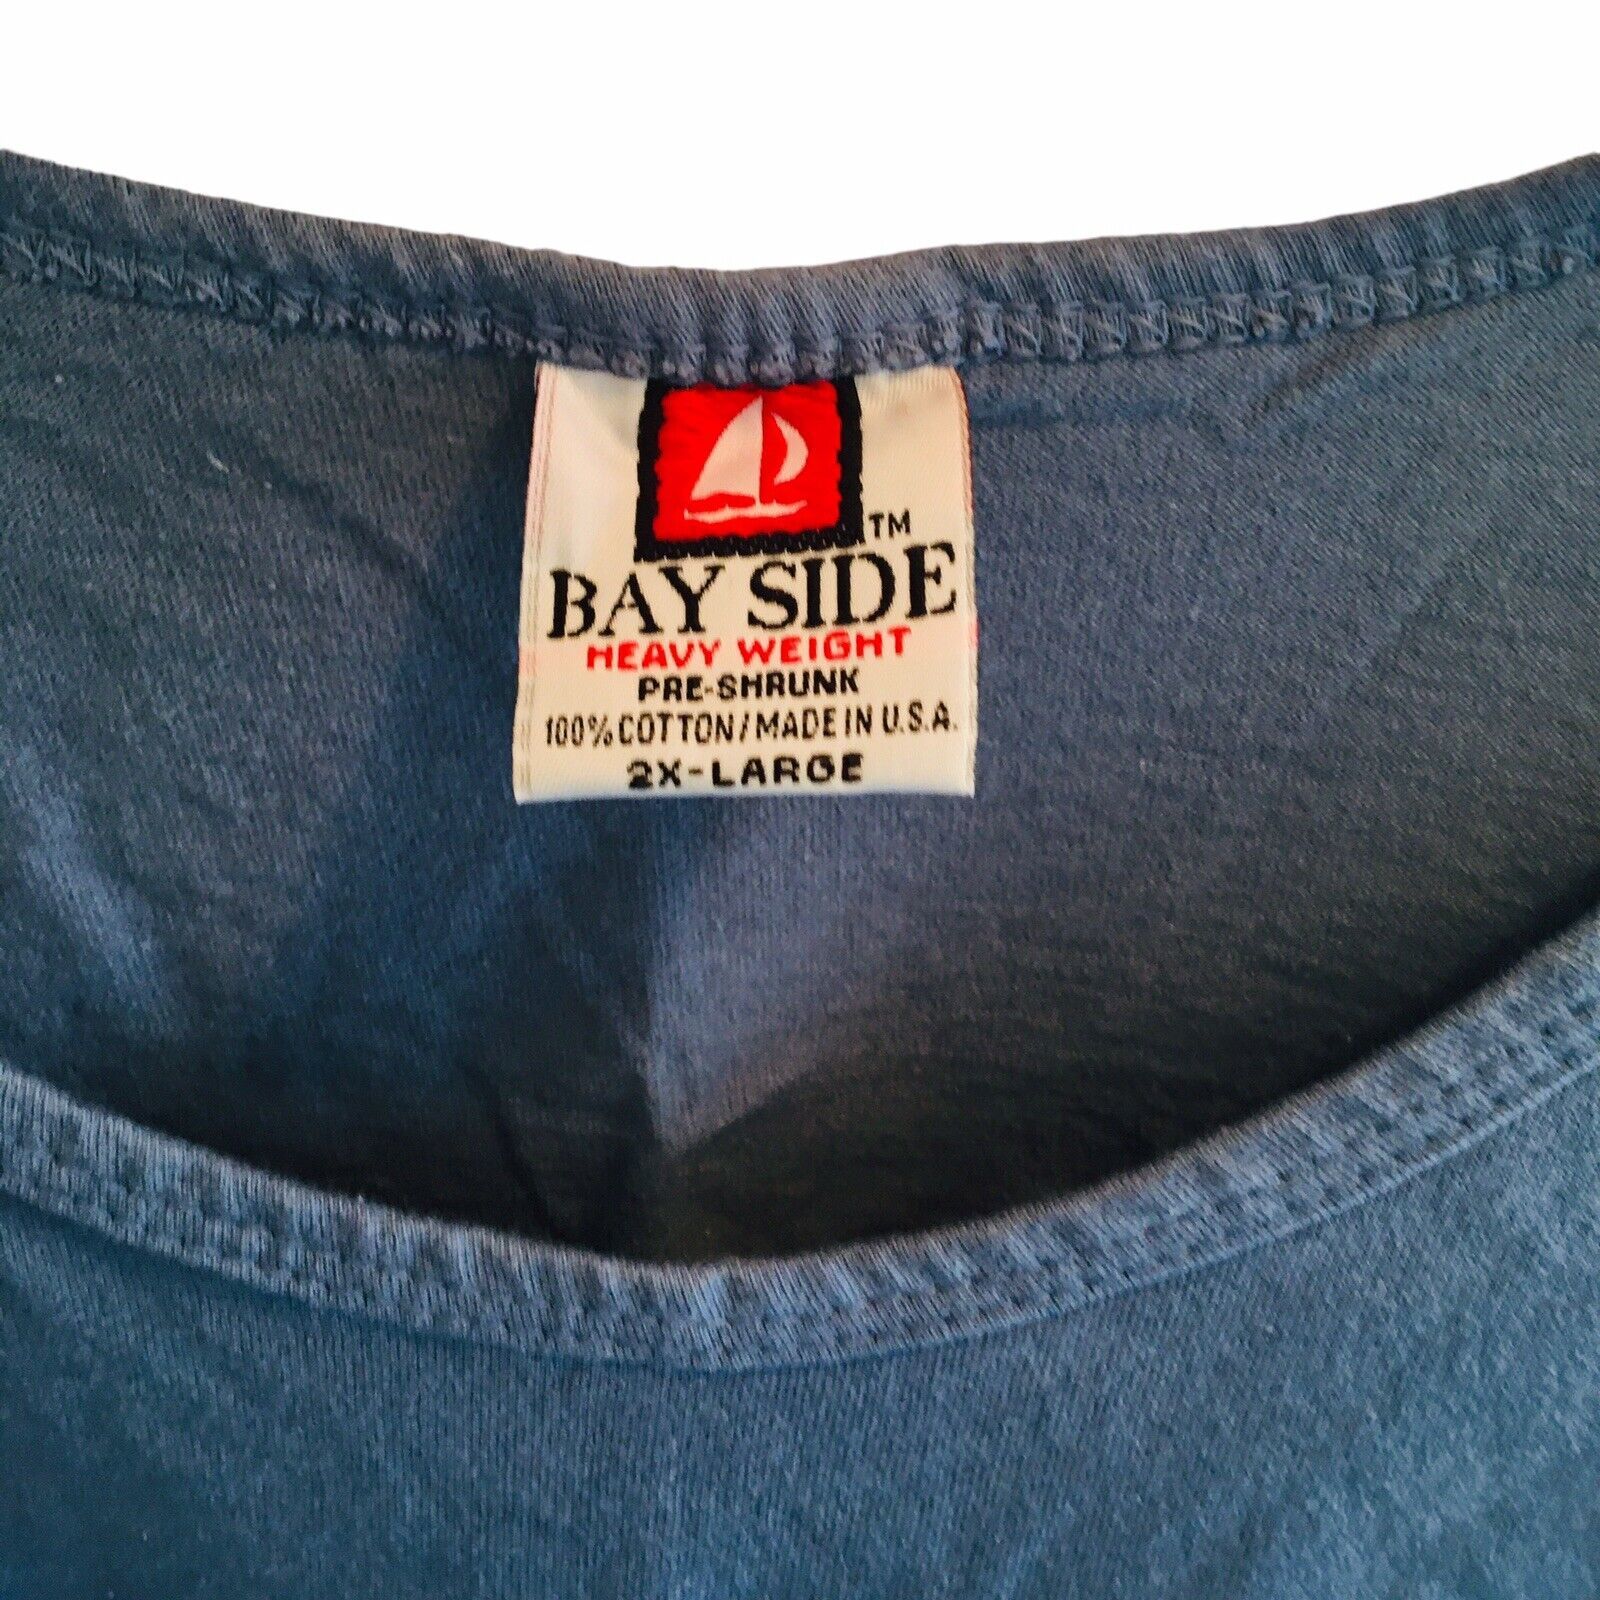 TM
BAY SIDE
HEAVY WEIGHT
PRE-SHRUNK
100% COTTON/MADE IN U.S.A.
2X-LARGE